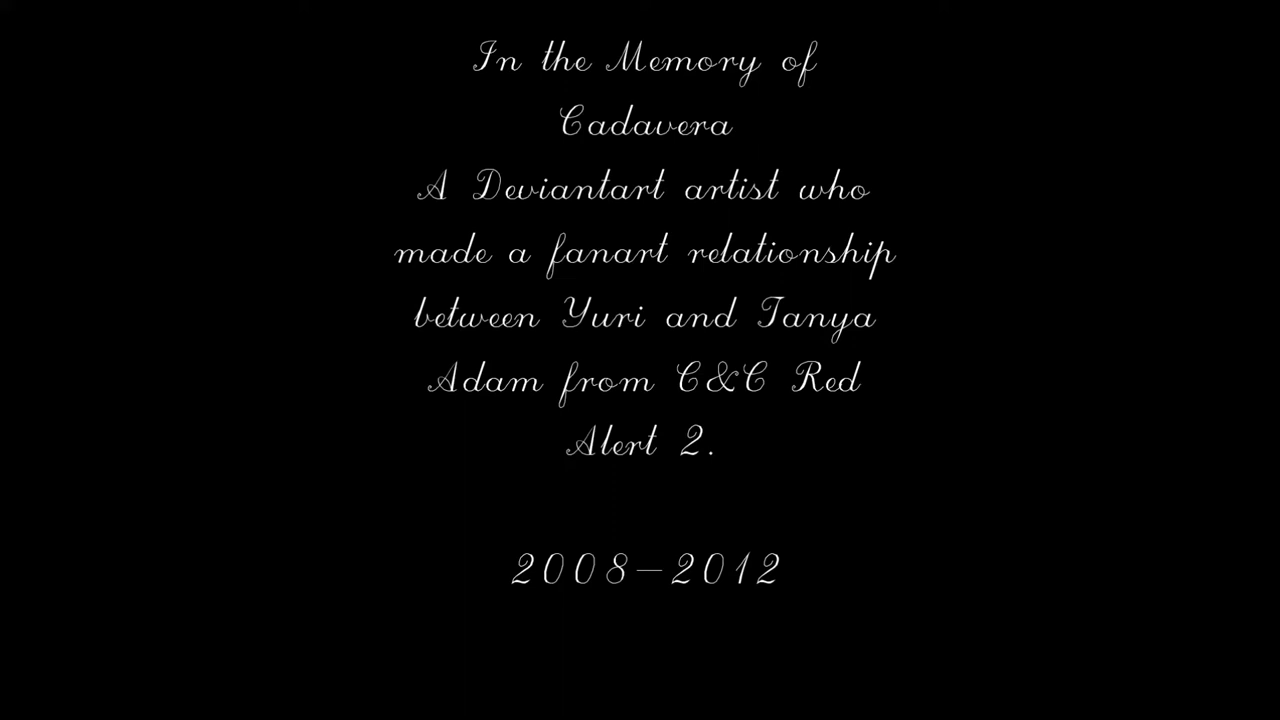 In the Memory of
Cadavera
A Deviantart artist who
made a fanart relationship
between Yuri and Tanya
Adam from C&C Red
Alert 2.
2008-2012